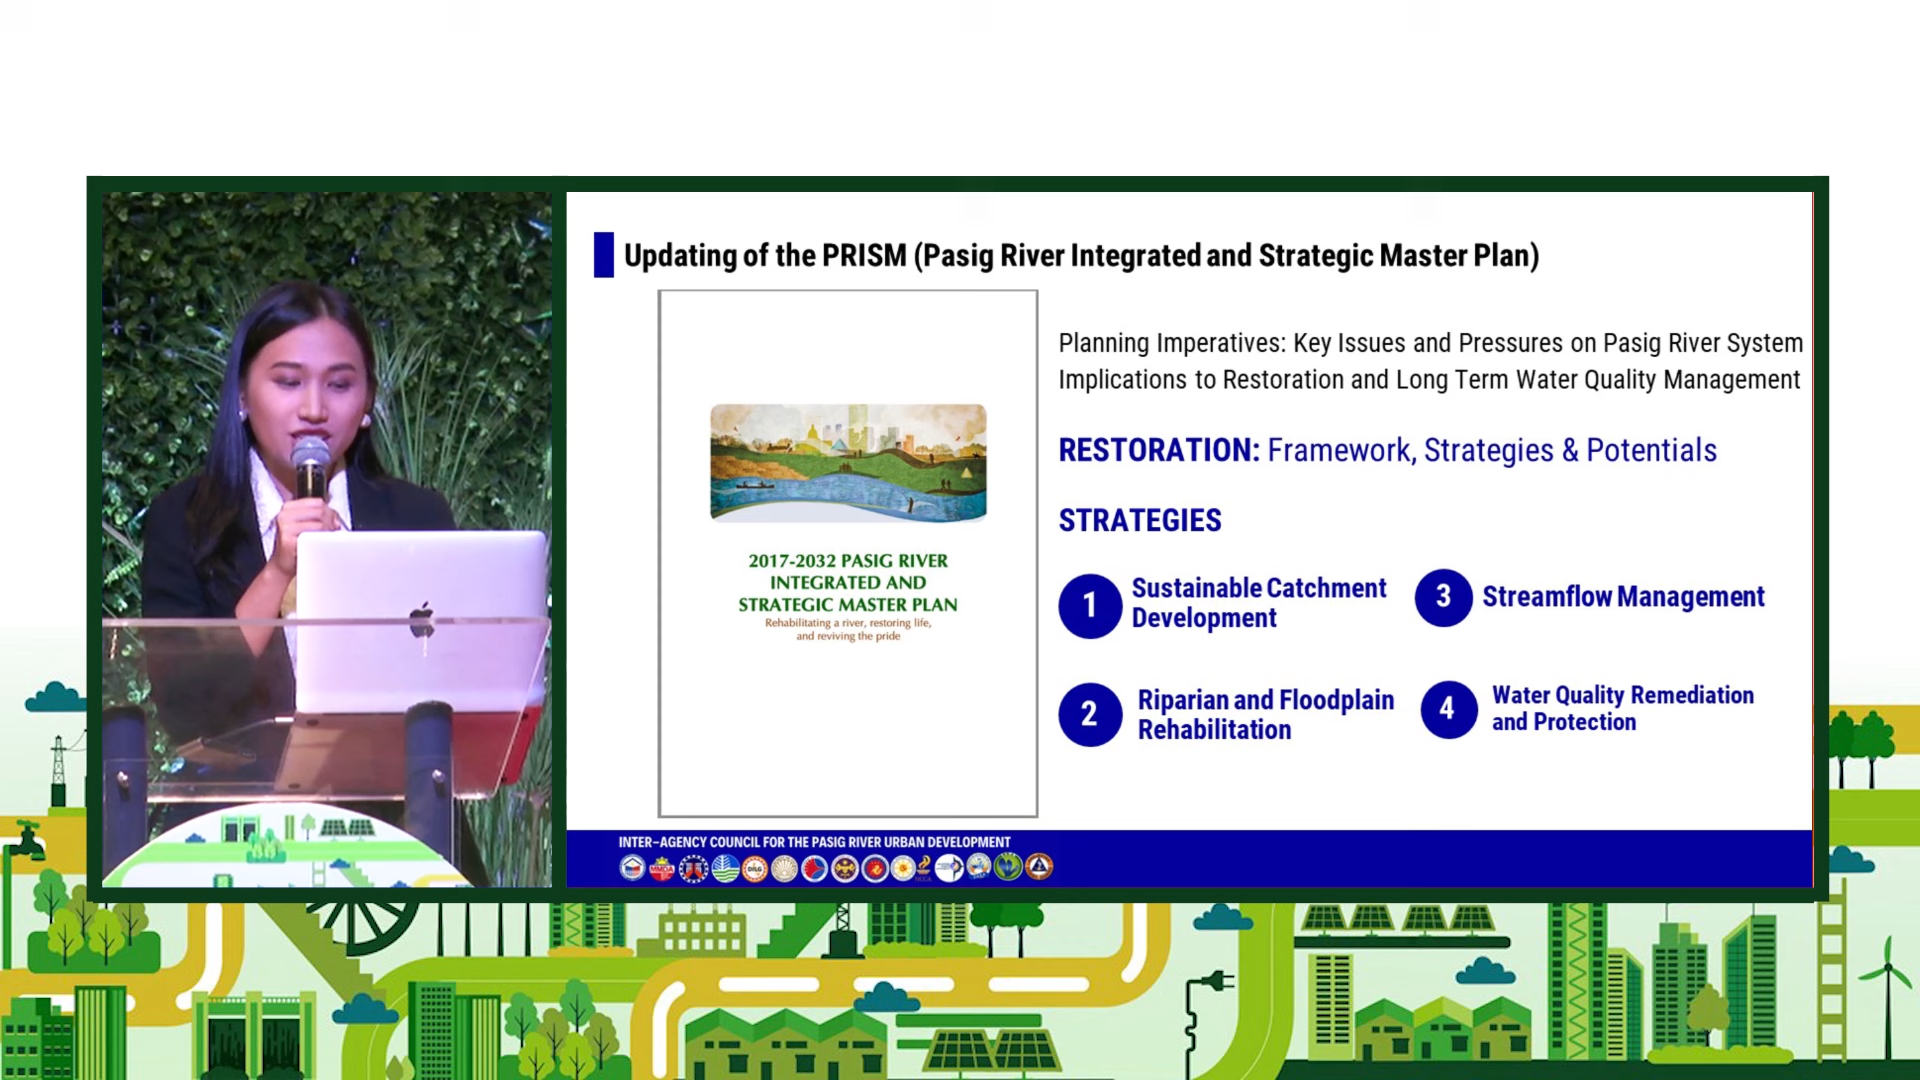 Updating of the PRISM (Pasig River Integrated and Strategic Master Plan)
2017-2032 PASIG RIVER
INTEGRATED AND
STRATEGIC MASTER PLAN
Rehabilitating a river, restoring life,
and reviving the pride
Planning Imperatives: Key Issues and Pressures on Pasig River System
Implications to Restoration and Long Term Water Quality Management
RESTORATION: Framework, Strategies & Potentials
STRATEGIES
1
Sustainable Catchment
Development
2
Riparian and Floodplain
Rehabilitation
3
Streamflow Management
4
Water Quality Remediation
and Protection
INTER-AGENCY COUNCIL FOR THE PASIG RIVER URBAN DEVELOPMENT
MMDA
DILG